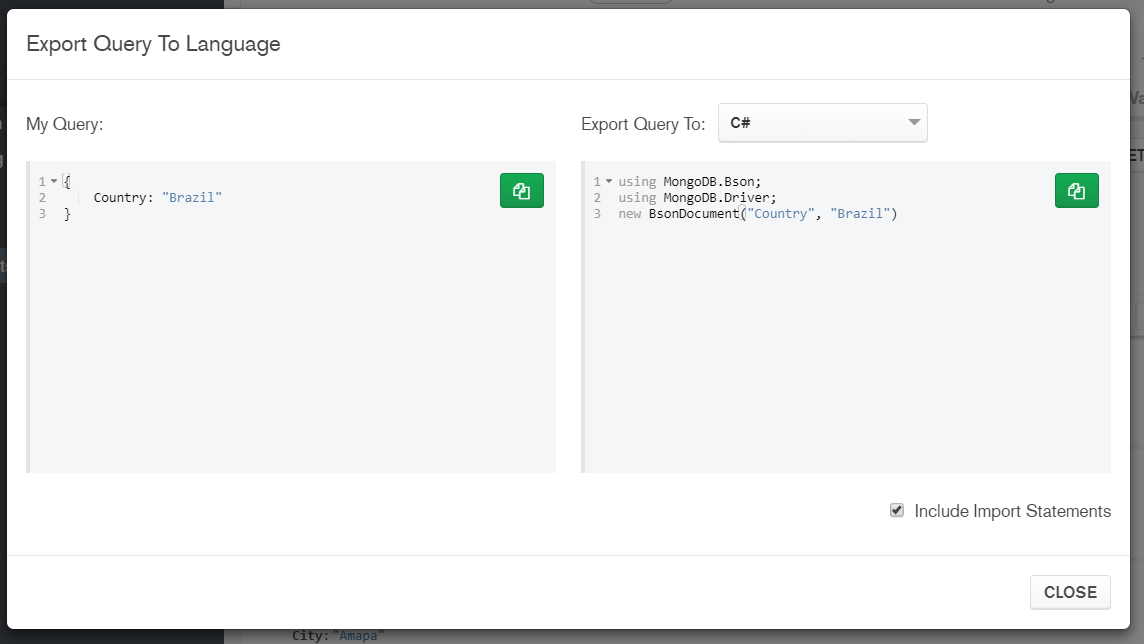 Export Query To Language
My Query:
Export Query To: C#
1 {
2 Country: "Brazil"
3 }
1 using MongoDB.Bson;
2 using MongoDB.Driver;
3 new BsonDocument("Country", "Brazil")
Include Import Statements
CLOSE
City: "Amapa"